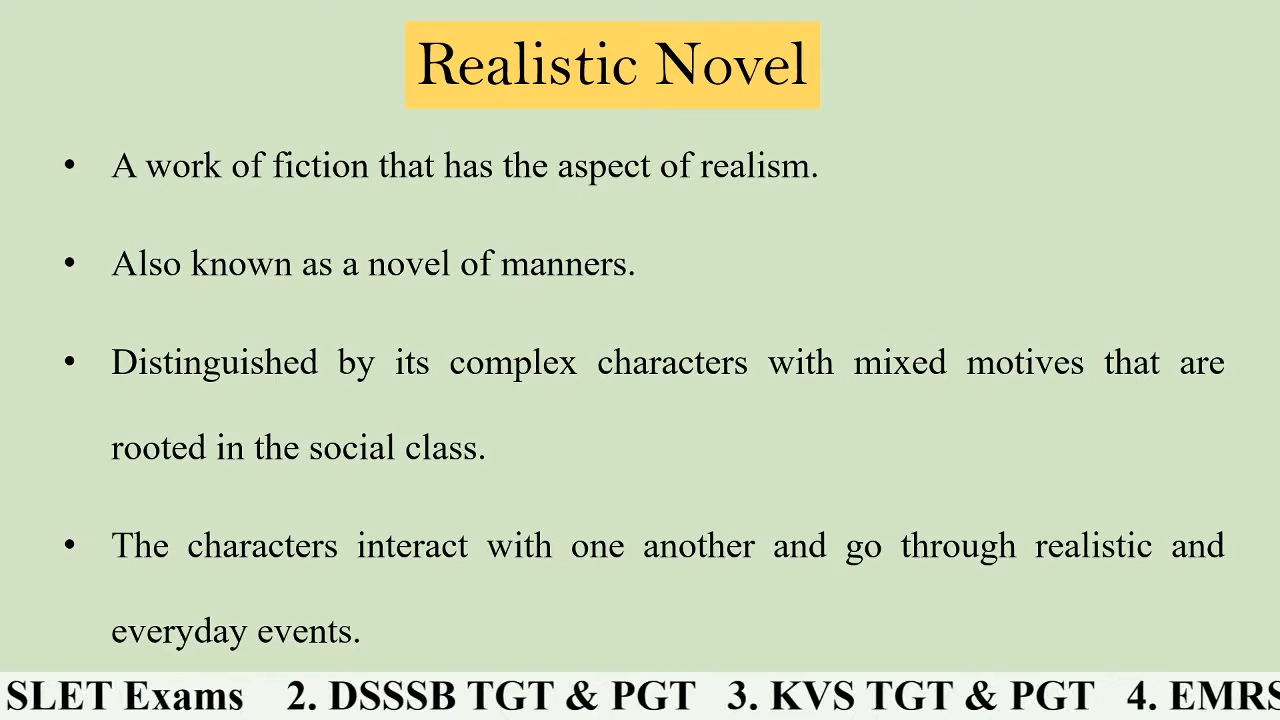 Realistic Novel
• A work of fiction that has the aspect of realism.
• Also known as a novel of manners.
• Distinguished by its complex characters with mixed motives that are
rooted in the social class.
• The characters interact with one another and go through realistic and
everyday events.
SLET Exams 2. DSSSB TGT & PGT 3. KVS TGT & PGT 4. EMRS